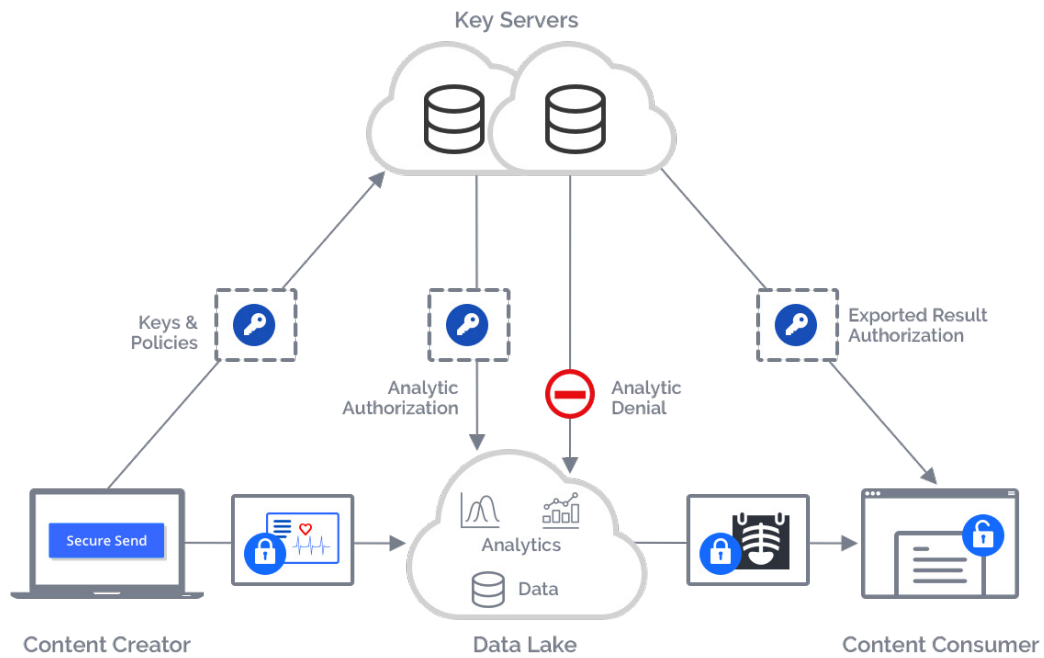 Key Servers
Keys &
Policies
Analytic
Authorization
Analytic
Denial
Exported Result
Authorization
Secure Send
Analytics
Data
Content Creator
Data Lake
Content Consumer